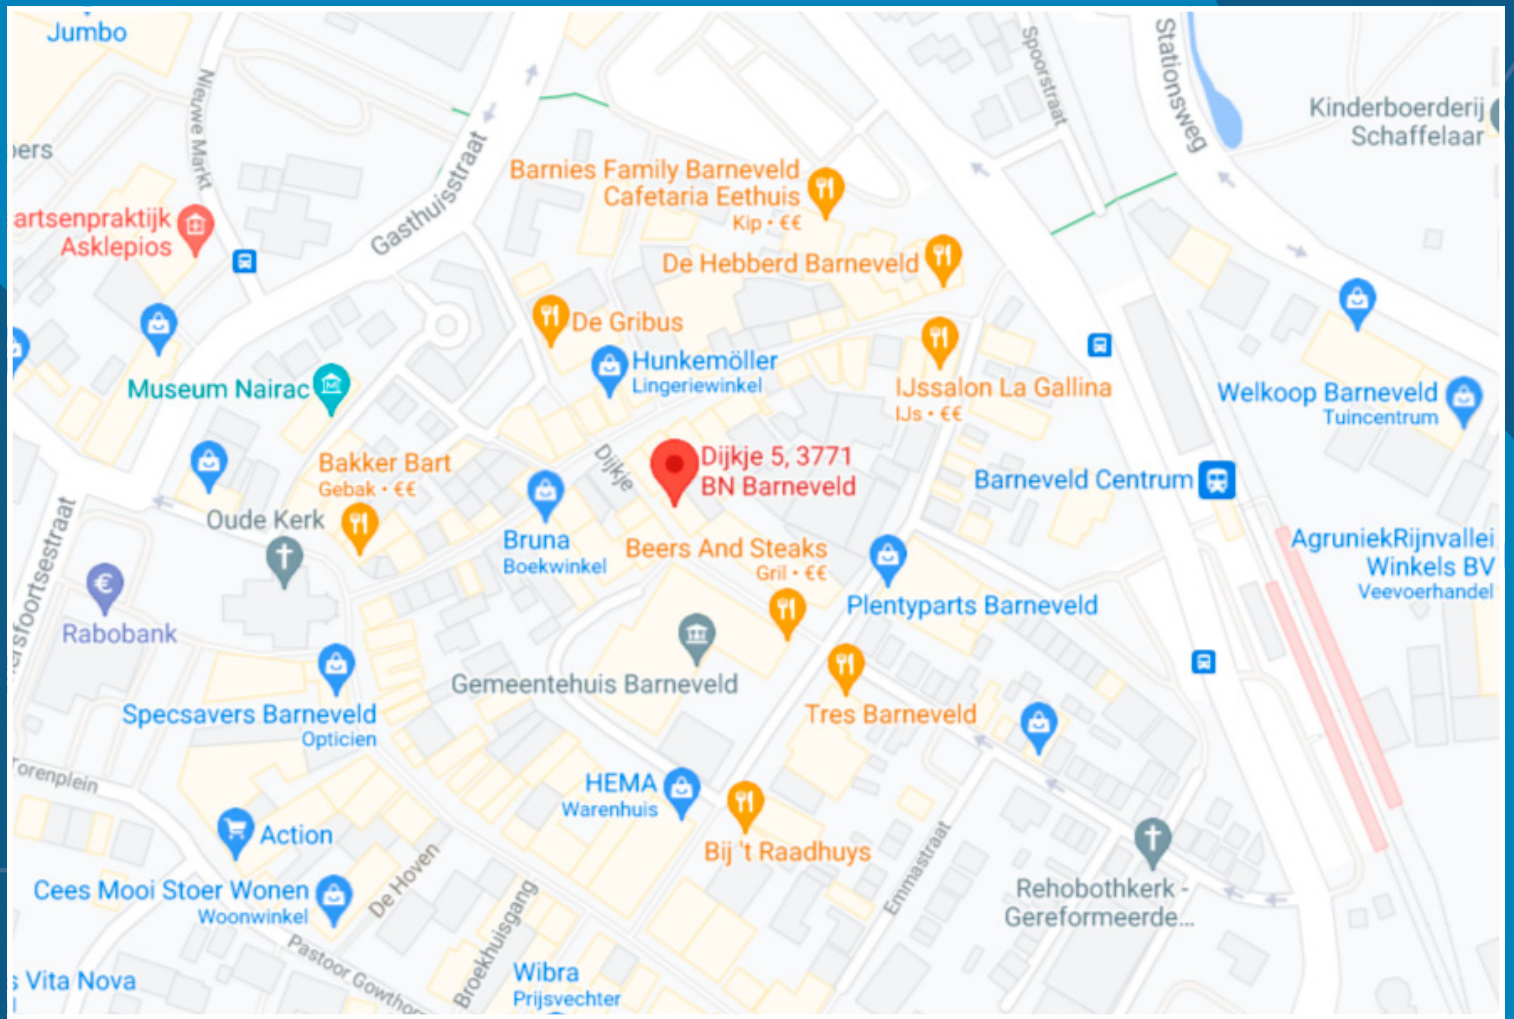 Jumbo
Nieuwe Markt
Gasthuisstraat
Spoorstraat
Stationsweg
Kinderboerderij
Schaffelaar
Barnies Family Barneveld
Cafetaria Eethuis
Kip • €€
artsenpraktijk
Asklepios
De Hebberd Barneveld
De Gribus
Hunkemöller
Lingeriewinkel
Museum Nairac
IJssalon La Gallina
IJs • €€
Welkoop Barneveld
Tuincentrum
Bakker Bart
Gebak • €€
Dijkje
Dijkje 5, 3771
BN Barneveld
Barneveld Centrum
Oude Kerk
Bruna
Boekwinkel
Beers And Steaks
Gril • €€
AgruniekRijnvallei
Winkels BV
Veevoerhandel
ersfoortsestraat
Rabobank
Plentyparts Barneveld
Gemeentehuis Barneveld
Specsavers Barneveld
Opticien
Tres Barneveld
Torenplein
HEMA
Warenhuis
Action
Bij 't Raadhuys
De Hoven
Emmastraat
Cees Mooi Stoer Wonen
Woonwinkel
Rehobothkerk -
Gereformeerde...
Broekhuisgang
Pastoor Gowthor
s Vita Nova
Wibra
Prijsvechter